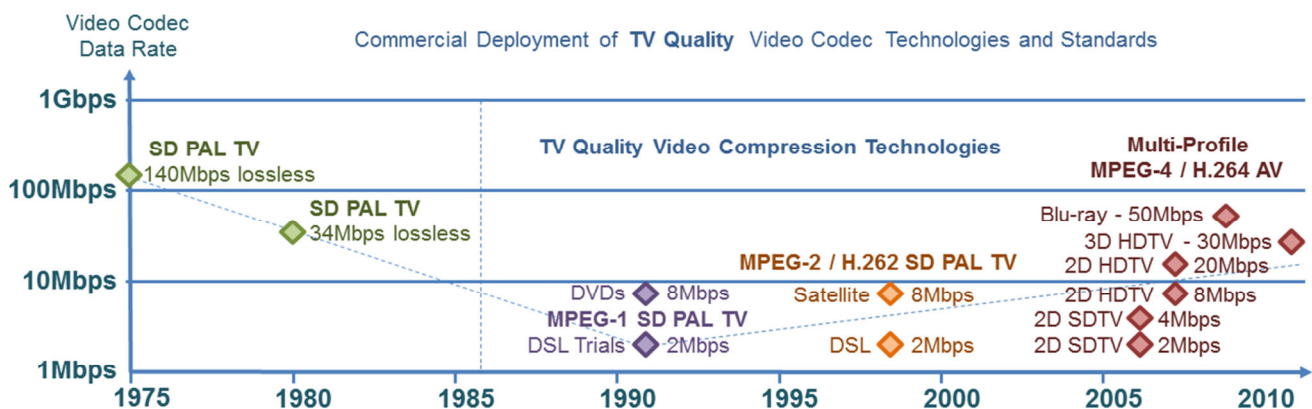 Video Codec
Data Rate
Commercial Deployment of TV Quality Video Codec Technologies and Standards
1Gbps
SD PAL TV
140Mbps lossless
TV Quality Video Compression Technologies
Multi-Profile
MPEG-4 / H.264 AV
100Mbps
SD PAL TV
34Mbps lossless
Blu-ray - 50Mbps
3D HDTV - 30Mbps
MPEG-2 / H.262 SD PAL TV
2D HDTV 20Mbps
10Mbps
DVDs 8Mbps
Satellite 8Mbps
2D HDTV 8Mbps
MPEG-1 SD PAL TV
2D SDTV 4Mbps
DSL Trials 2Mbps
DSL 2Mbps
2D SDTV 2Mbps
1Mbps
1975 1980 1985 1990 1995 2000 2005 2010